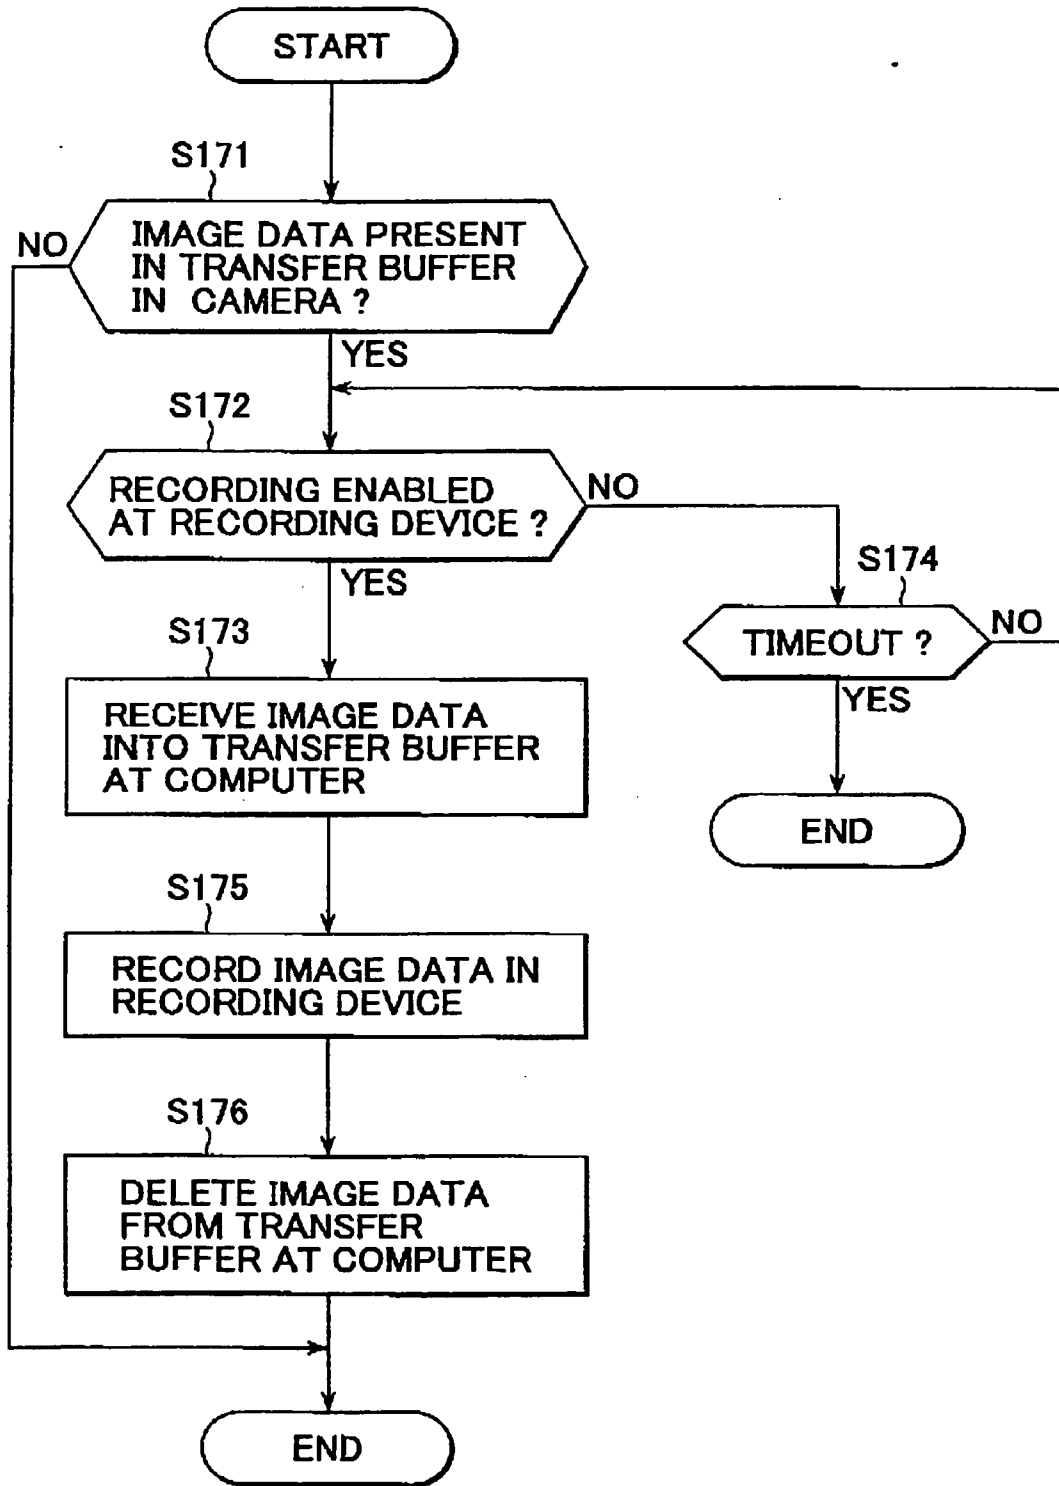 START
S171
IMAGE DATA PRESENT
IN TRANSFER BUFFER
IN CAMERA ?
NO
YES
S172
RECORDING ENABLED
AT RECORDING DEVICE ?
NO
YES
S174
TIMEOUT ?
NO
YES
END
S173
RECEIVE IMAGE DATA
INTO TRANSFER BUFFER
AT COMPUTER
S175
RECORD IMAGE DATA IN
RECORDING DEVICE
S176
DELETE IMAGE DATA
FROM TRANSFER
BUFFER AT COMPUTER
END